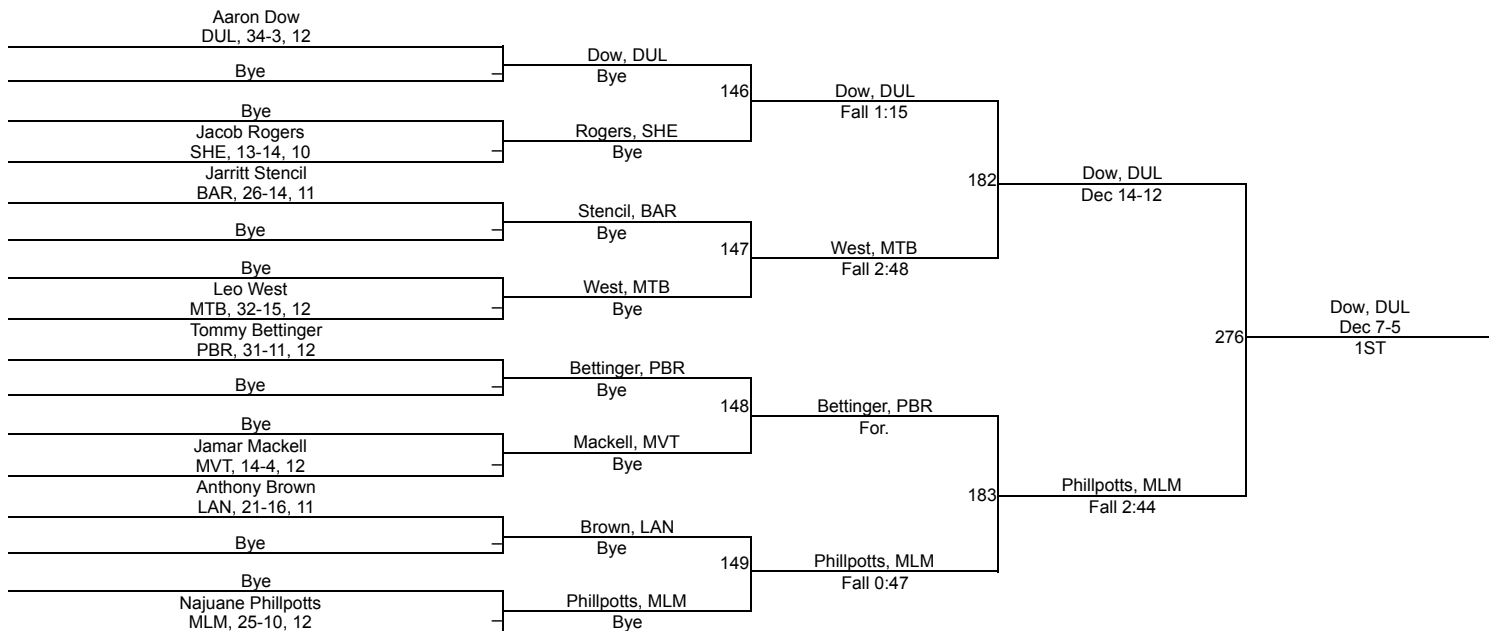 Aaron Dow
DUL, 34-3, 12
Bye
Bye
Jacob Rogers
SHE, 13-14, 10
Jarritt Stencil
BAR, 26-14, 11
Bye
Bye
Leo West
MTB, 32-15, 12
Tommy Bettinger
PBR, 31-11, 12
Bye
Bye
Jamar Mackell
MVT, 14-4, 12
Anthony Brown
LAN, 21-16, 11
Bye
Bye
Najuane Phillpotts
MLM, 25-10, 12
Dow, DUL
Bye
146
Rogers, SHE
Bye
Stencil, BAR
Bye
147
West, MTB
Bye
Bettinger, PBR
Bye
148
Mackell, MVT
Bye
Brown, LAN
Bye
149
Phillpotts, MLM
Bye
Dow, DUL
Fall 1:15
182
West, MTB
Fall 2:48
Bettinger, PBR
For.
183
Phillpotts, MLM
Fall 0:47
Dow, DUL
Dec 14-12
276
Phillpotts, MLM
Fall 2:44
Dow, DUL
Dec 7-5
1ST